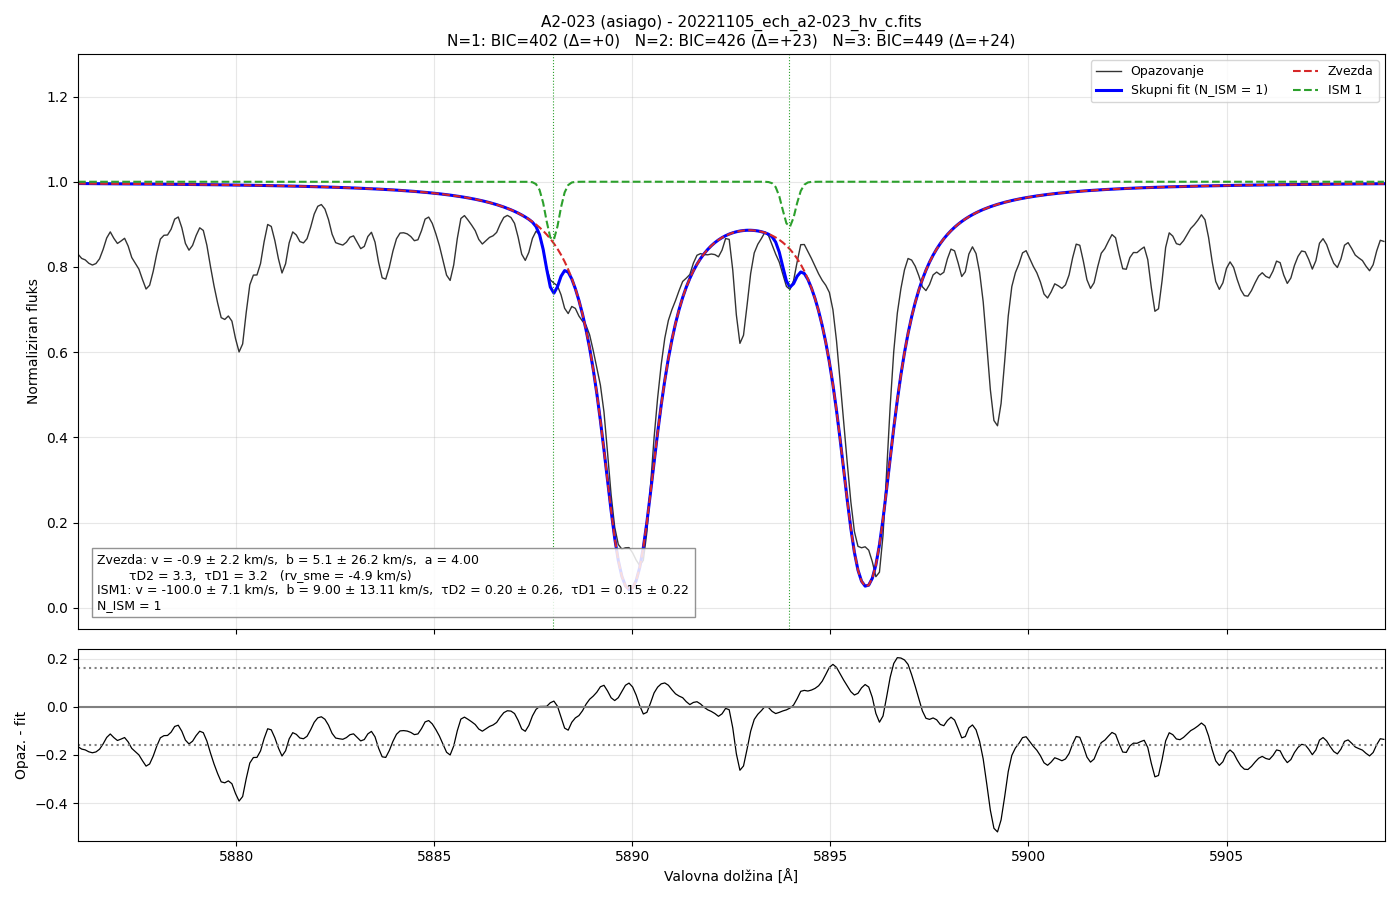 A2-023 (asiago) - 20221105_ech_a2-023_hv_c.fits
N=1: BIC=402 (Δ=+0)   N=2: BIC=426 (Δ=+23)   N=3: BIC=449 (Δ=+24)
Opazovanje
Skupni fit (N_ISM = 1)
Zvezda
ISM 1
Normaliziran fluks
1.2
1.0
0.8
0.6
0.4
0.2
0.0
Zvezda: v = -0.9 ± 2.2 km/s,  b = 5.1 ± 26.2 km/s,  a = 4.00
τD2 = 3.3,  τD1 = 3.2   (rv_sme = -4.9 km/s)
ISM1: v = -100.0 ± 7.1 km/s,  b = 9.00 ± 13.11 km/s,  τD2 = 0.20 ± 0.26,  τD1 = 0.15 ± 0.22
N_ISM = 1
Opaz. - fit
0.2
0.0
−0.2
−0.4
5880
5885
5890
5895
5900
5905
Valovna dolžina [Å]